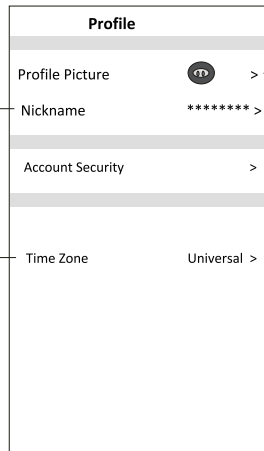 Profile
Profile Picture >
Nickname ******** >
Account Security >
Time Zone Universal >